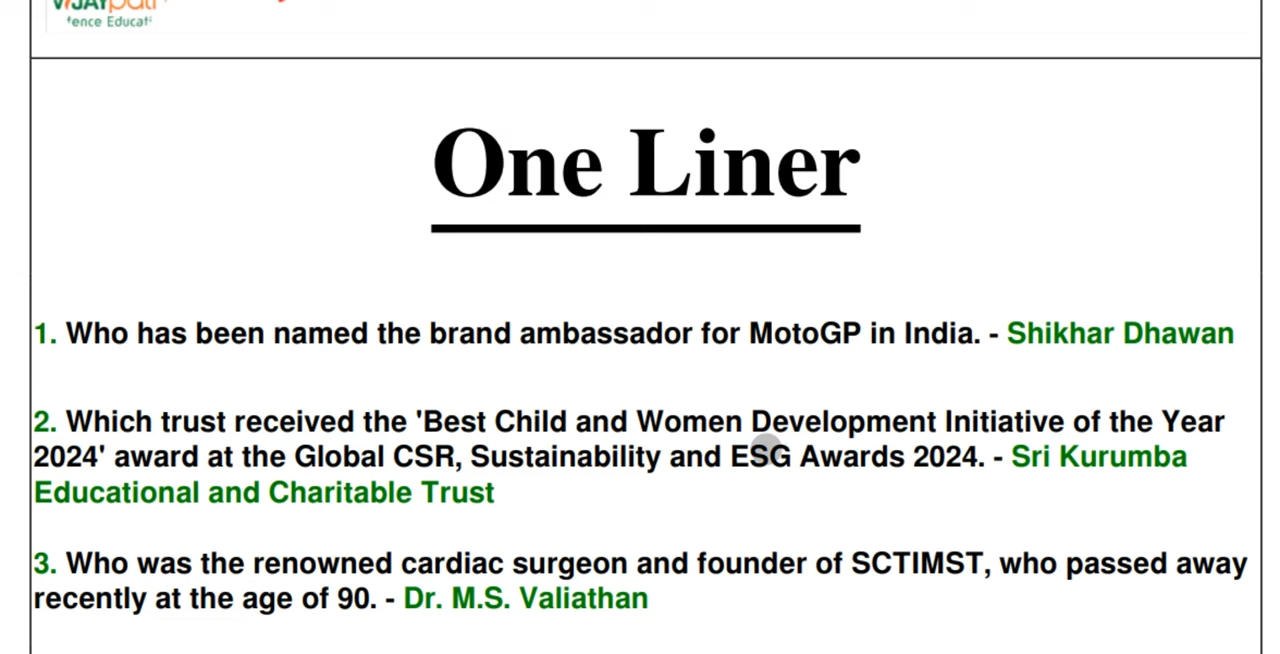 One Liner
1. Who has been named the brand ambassador for MotoGP in India. - Shikhar Dhawan
2. Which trust received the 'Best Child and Women Development Initiative of the Year
2024' award at the Global CSR, Sustainability and ESG Awards 2024. - Sri Kurumba
Educational and Charitable Trust
3. Who was the renowned cardiac surgeon and founder of SCTIMST, who passed away
recently at the age of 90. - Dr. M.S. Valiathan